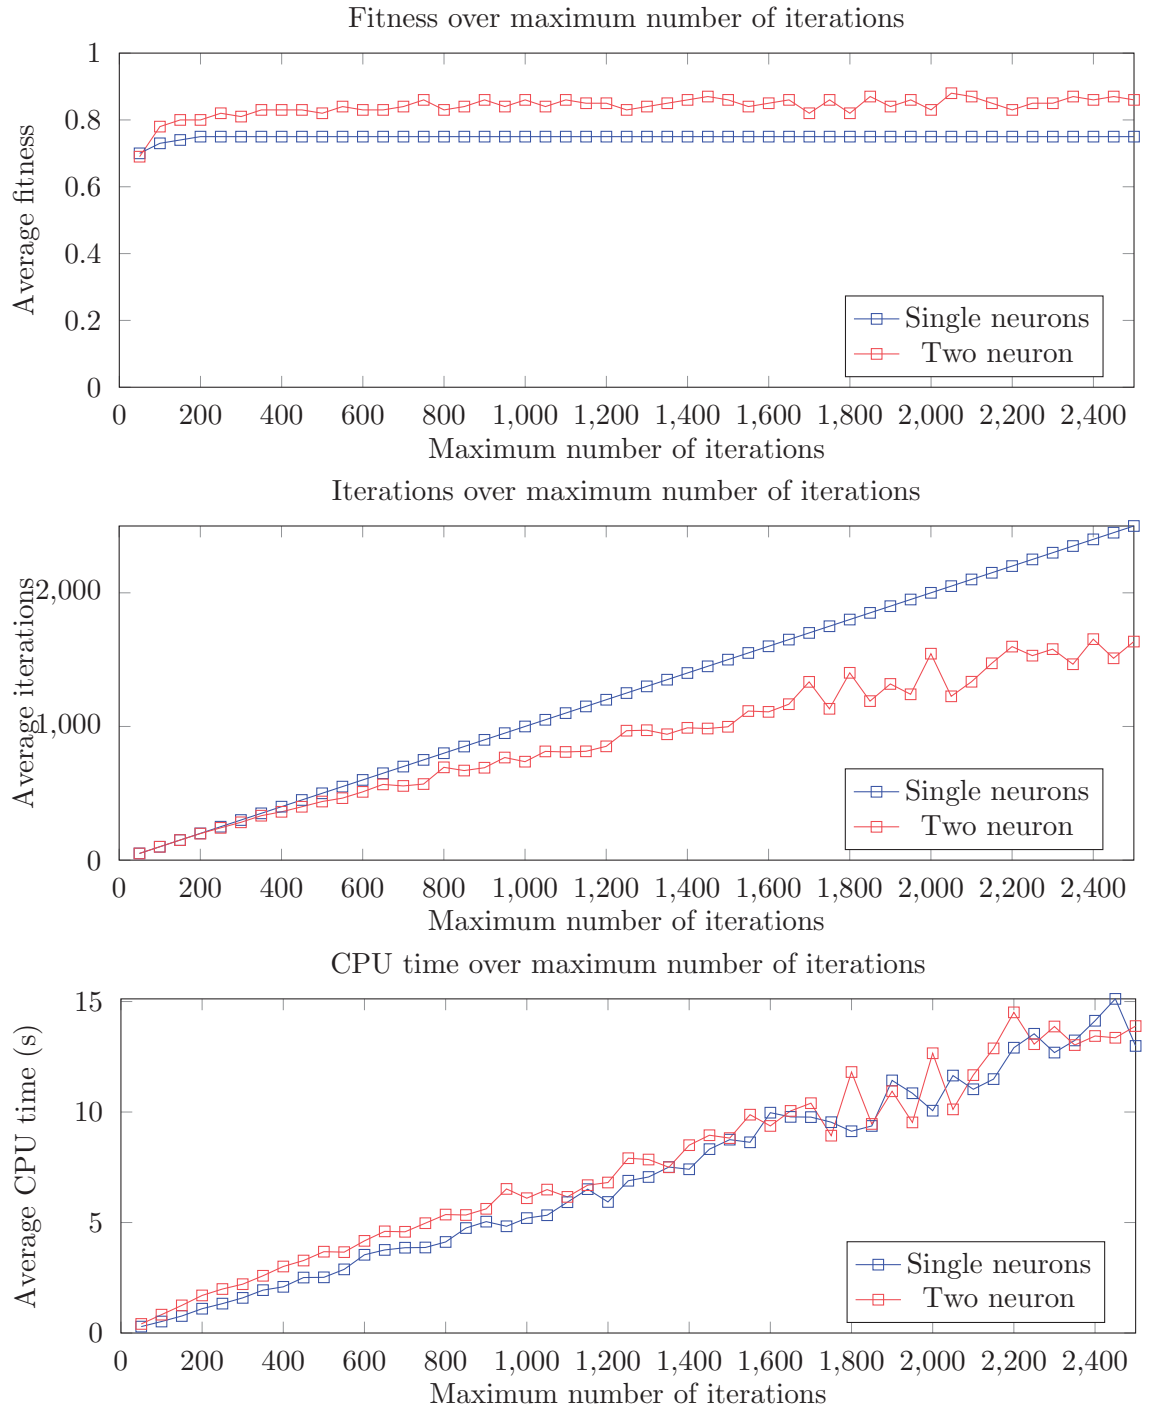 Fitness over maximum number of iterations
1
0.8
0.6
0.4
0.2
0
Average fitness
Single neurons
Two neuron
0 200 400 600 800 1,000 1,200 1,400 1,600 1,800 2,000 2,200 2,400
Maximum number of iterations
Iterations over maximum number of iterations
2,000
1,000
0
Average iterations
Single neurons
Two neuron
0 200 400 600 800 1,000 1,200 1,400 1,600 1,800 2,000 2,200 2,400
Maximum number of iterations
CPU time over maximum number of iterations
15
10
5
0
Average CPU time (s)
Single neurons
Two neuron
0 200 400 600 800 1,000 1,200 1,400 1,600 1,800 2,000 2,200 2,400
Maximum number of iterations